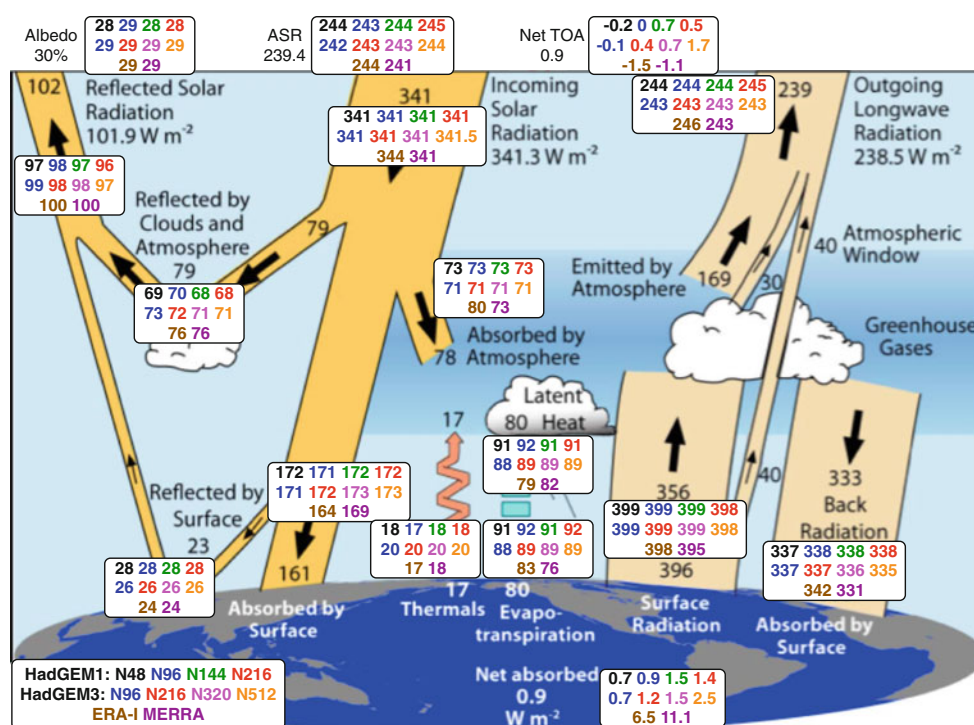 Albedo
30%
28 29 28 28
29 29 29 29
29 29
ASR
239.4
244 243 244 245
242 243 243 244
244 241
Net TOA
0.9
-0.2 0 0.7 0.5
-0.1 0.4 0.7 1.7
-1.5 -1.1
102
Reflected Solar
Radiation
101.9 W m-2
341
Incoming
Solar
Radiation
341.3 W m-2
341 341 341 341
341 341 341 341.5
344 341
244 244 244 245
243 243 243 243
246 243
239
Outgoing
Longwave
Radiation
238.5 W m-2
97 98 97 96
99 98 98 97
100 100
Reflected by
Clouds and
Atmosphere
79
79
69 70 68 68
73 72 71 71
76 76
73 73 73 73
71 71 71 71
80 73
78
Absorbed by
Atmosphere
Emitted by
Atmosphere
169
30
40
Atmospheric
Window
Greenhouse
Gases
Latent
Heat
17
80
91 92 91 91
88 89 89 89
79 82
172 171 172 172
171 172 173 173
164 169
Reflected by
Surface
23
161
28 28 28 28
26 26 26 26
24 24
18 17 18 18
20 20 20 20
17 18
91 92 91 92
88 89 89 89
83 76
356
399 399 399 398
399 399 399 398
398 395
396
40
333
Back
Radiation
337 338 338 338
337 337 336 335
342 331
Absorbed by
Surface
17
Thermals
80
Evapo-
transpiration
Surface
Radiation
Absorbed by
Surface
Net absorbed
0.9
W m-2
0.7 0.9 1.5 1.4
0.7 1.2 1.5 2.5
6.5 11.1
HadGEM1: N48 N96 N144 N216
HadGEM3: N96 N216 N320 N512
ERA-I MERRA